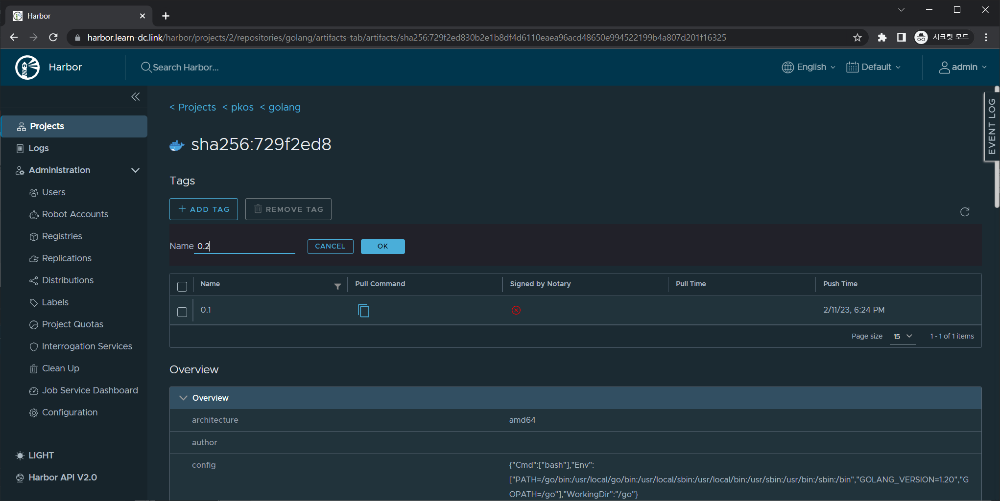 Harbor
harbor.learn-dc.link/harbor/projects/2/repositories/golang/artifacts-tab/artifacts/sha256:729f2ed830b2e1b8df4d6110eaea96acd48650e994522199b4a807d201f16325
시크릿 모드
Harbor
Search Harbor...
English
Default
admin
EVENT LOG
Projects
Logs
Administration
Users
Robot Accounts
Registries
Replications
Distributions
Labels
Project Quotas
Interrogation Services
Clean Up
Job Service Dashboard
Configuration
LIGHT
Harbor API V2.0
< Projects < pkos < golang
sha256:729f2ed8
Tags
+ ADD TAG
REMOVE TAG
Name 0.2
CANCEL
OK
Name Pull Command Signed by Notary Pull Time Push Time
0.1 2/11/23, 6:24 PM
Page size 15 1 - 1 of 1 items
Overview
Overview
architecture amd64
author
config {"Cmd":["bash"],"Env":
["PATH=/go/bin:/usr/local/go/bin:/usr/local/sbin:/usr/local/bin:/usr/sbin:/usr/bin:/sbin:/bin","GOLANG_VERSION=1.20","G
OPATH=/go"],"WorkingDir":"/go"}